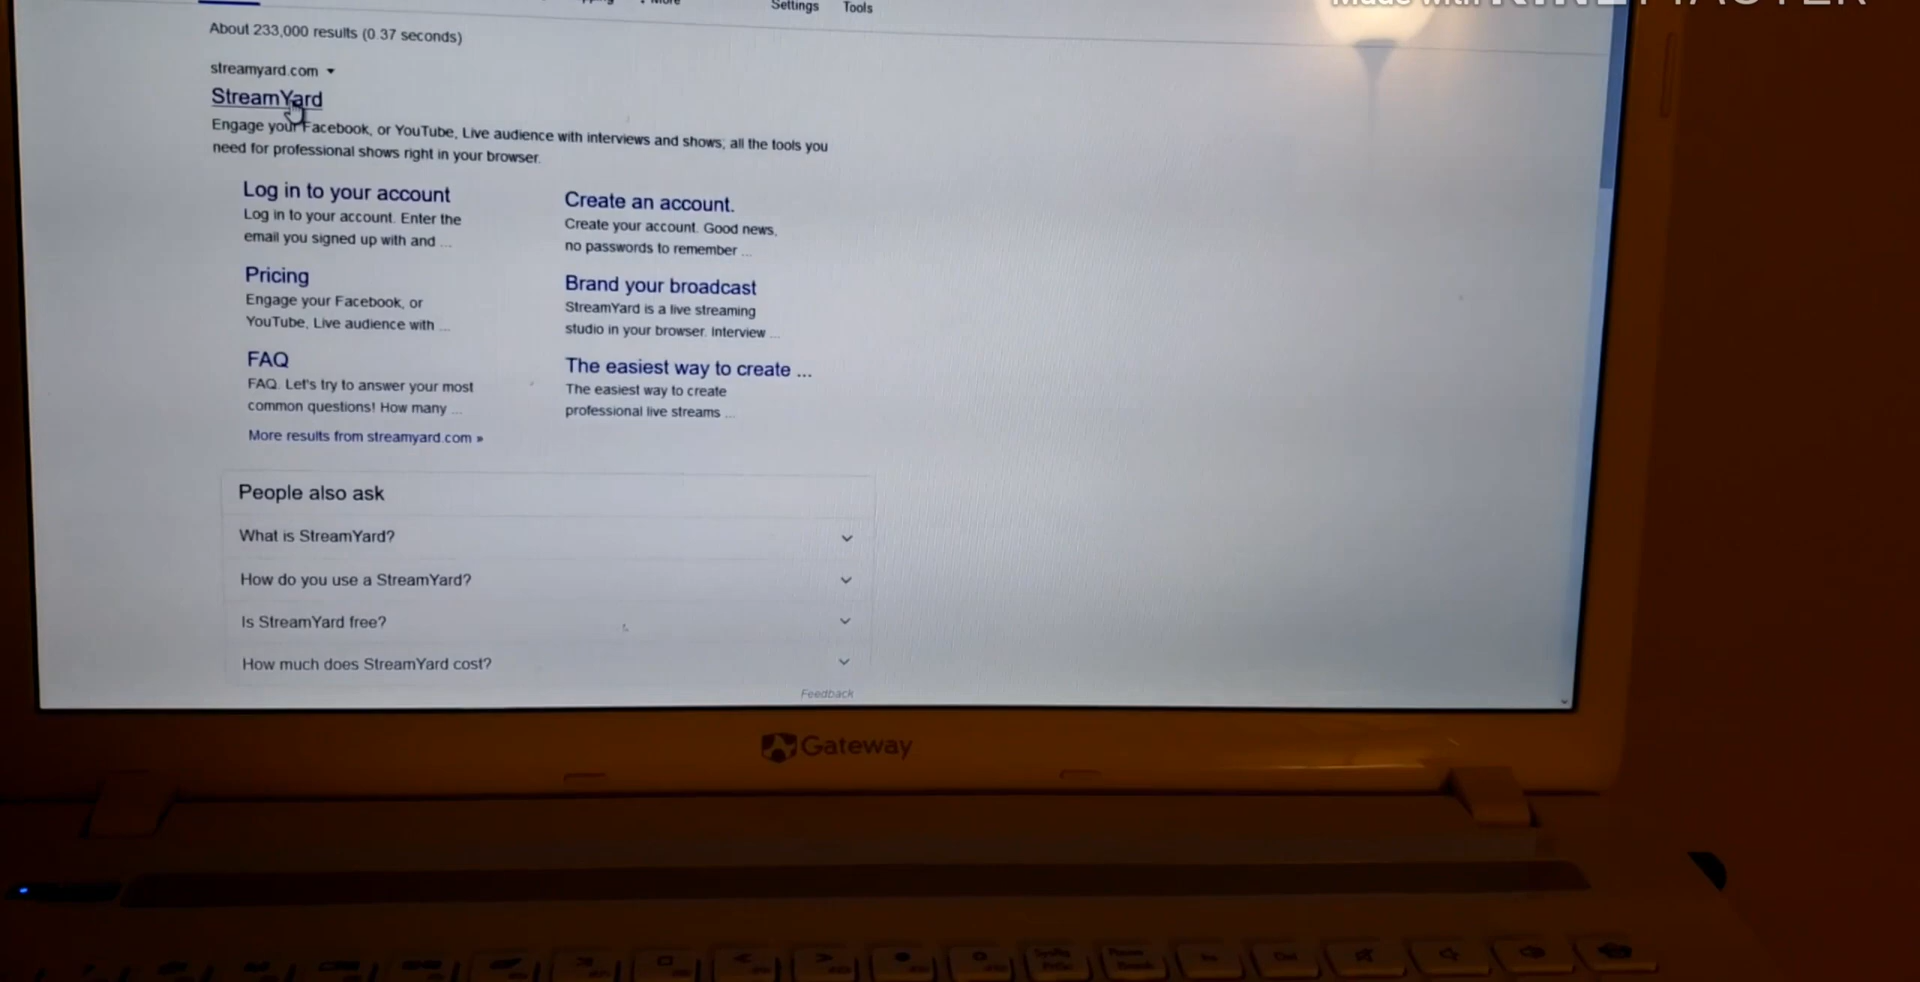 More
Settings Tools
Made with KINEMASTER
About 233,000 results (0.37 seconds)
streamyard.com
StreamYard
Engage your Facebook, or YouTube, Live audience with interviews and shows; all the tools you
need for professional shows right in your browser.
Log in to your account
Log in to your account. Enter the
email you signed up with and ...
Create an account.
Create your account. Good news,
no passwords to remember ...
Pricing
Engage your Facebook, or
YouTube, Live audience with ...
Brand your broadcast
StreamYard is a live streaming
studio in your browser. Interview ...
FAQ
FAQ. Let's try to answer your most
common questions! How many ...
The easiest way to create ...
The easiest way to create
professional live streams ...
More results from streamyard.com »
People also ask
What is StreamYard?
How do you use a StreamYard?
Is StreamYard free?
How much does StreamYard cost?
Feedback
Gateway